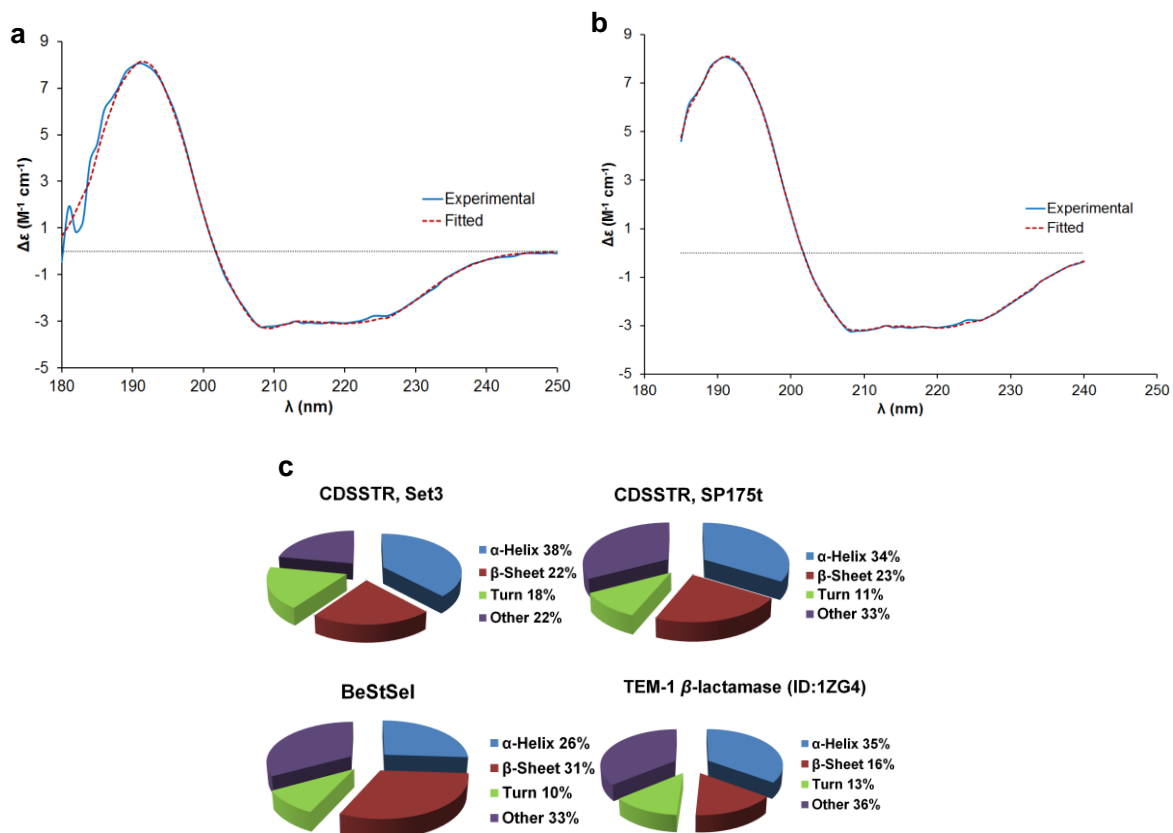 a
9
7
5
3
1
-1
-3
-5
Δε (M⁻¹ cm⁻¹)
Experimental
Fitted
180 190 200 210 220 230 240 250
λ (nm)
b
9
7
5
3
1
-1
-3
-5
Δε (M⁻¹ cm⁻¹)
Experimental
Fitted
180 190 200 210 220 230 240 250
λ (nm)
c
CDSSTR, Set3
α-Helix 38%
β-Sheet 22%
Turn 18%
Other 22%
CDSSTR, SP175t
α-Helix 34%
β-Sheet 23%
Turn 11%
Other 33%
BeStSel
α-Helix 26%
β-Sheet 31%
Turn 10%
Other 33%
TEM-1 β-lactamase (ID:1ZG4)
α-Helix 35%
β-Sheet 16%
Turn 13%
Other 36%